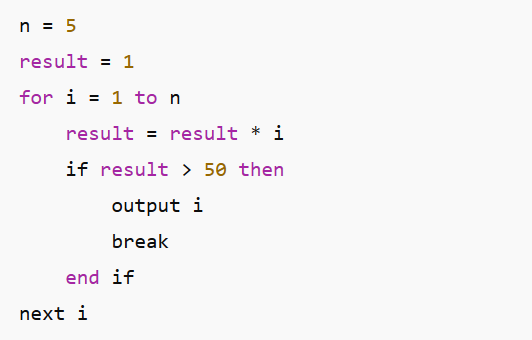 n = 5
result = 1
for i = 1 to n
    result = result * i
    if result > 50 then
        output i
        break
    end if
next i